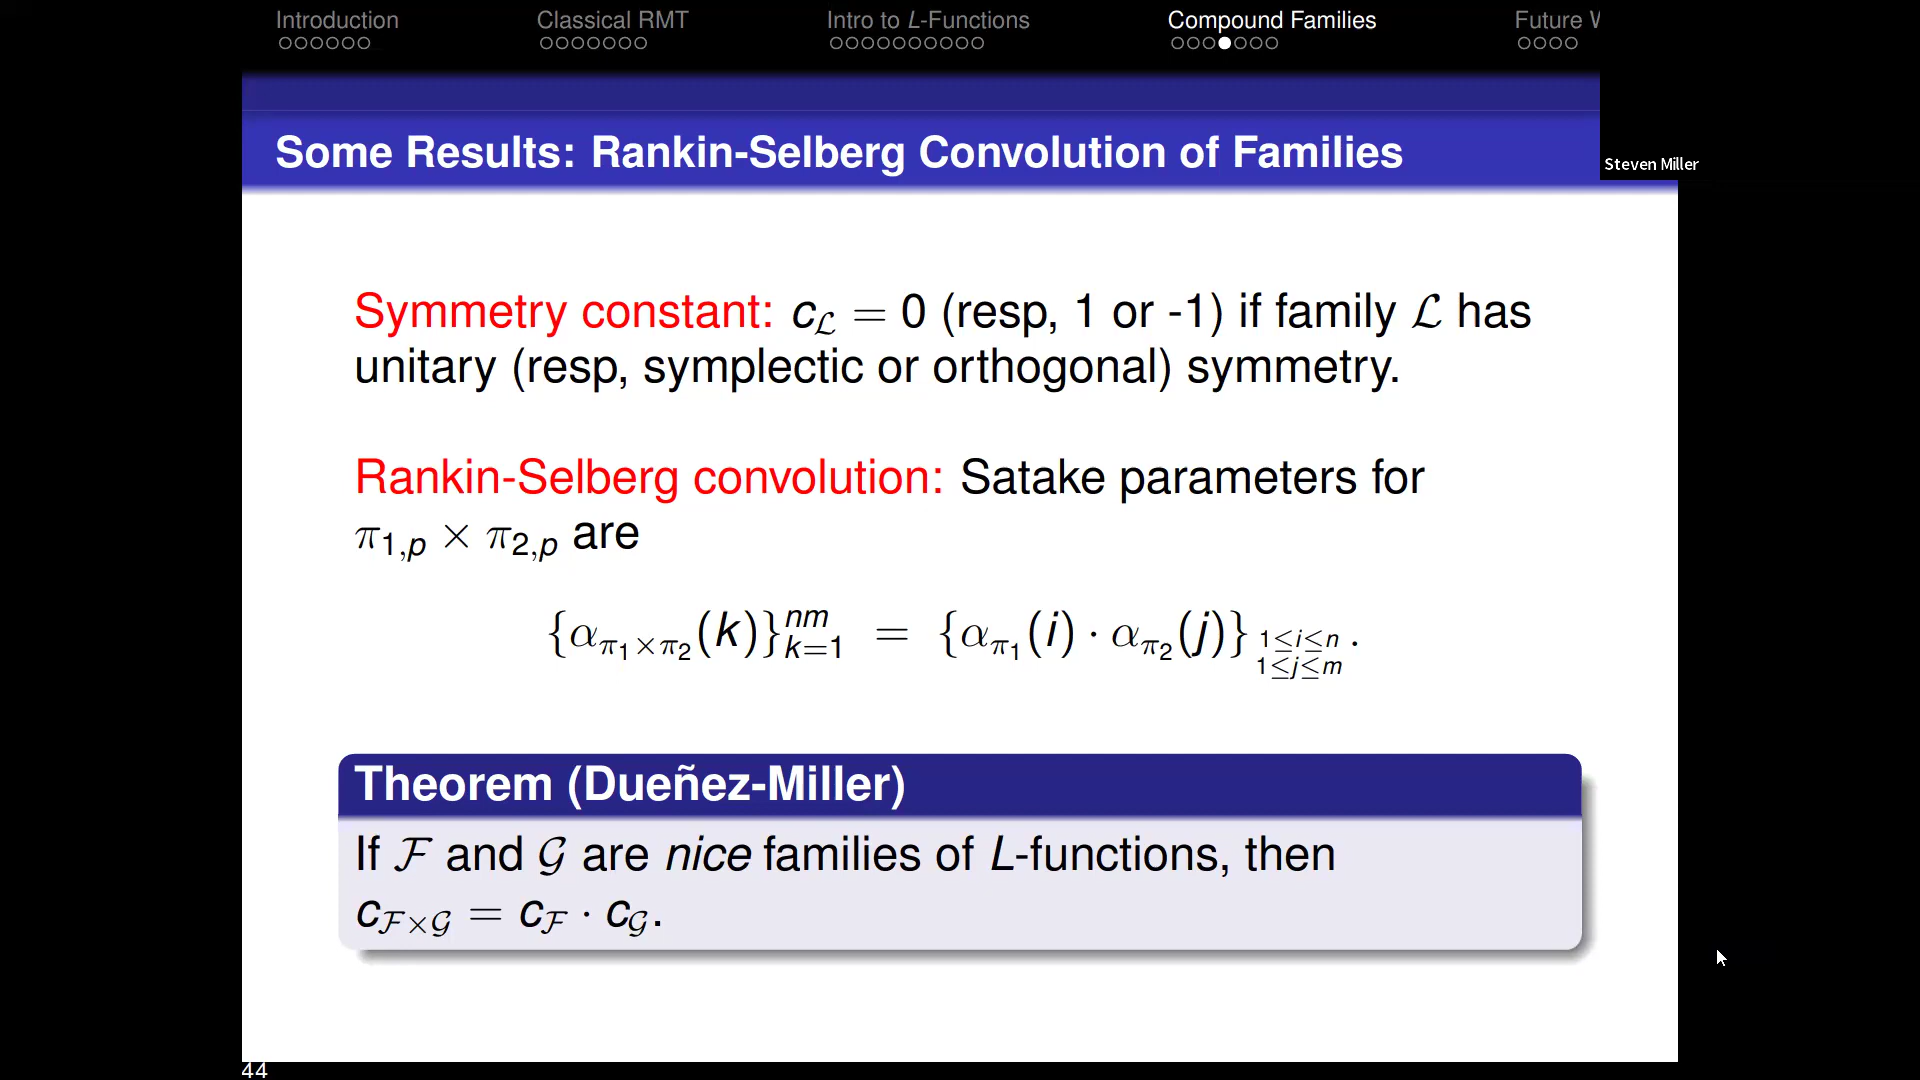 Introduction Classical RMT Intro to L-Functions Compound Families Future W
Some Results: Rankin-Selberg Convolution of Families
Steven Miller
Symmetry constant: c_ℒ = 0 (resp, 1 or -1) if family ℒ has
unitary (resp, symplectic or orthogonal) symmetry.
Rankin-Selberg convolution: Satake parameters for
π_{1,p} × π_{2,p} are
{α_{π₁×π₂}(k)}_{k=1}^{nm} = {α_{π₁}(i) · α_{π₂}(j)}_{1≤i≤n 1≤j≤m}.
Theorem (Dueñez-Miller)
If ℱ and 𝒢 are nice families of L-functions, then
c_{ℱ×𝒢} = c_ℱ · c_𝒢.
44